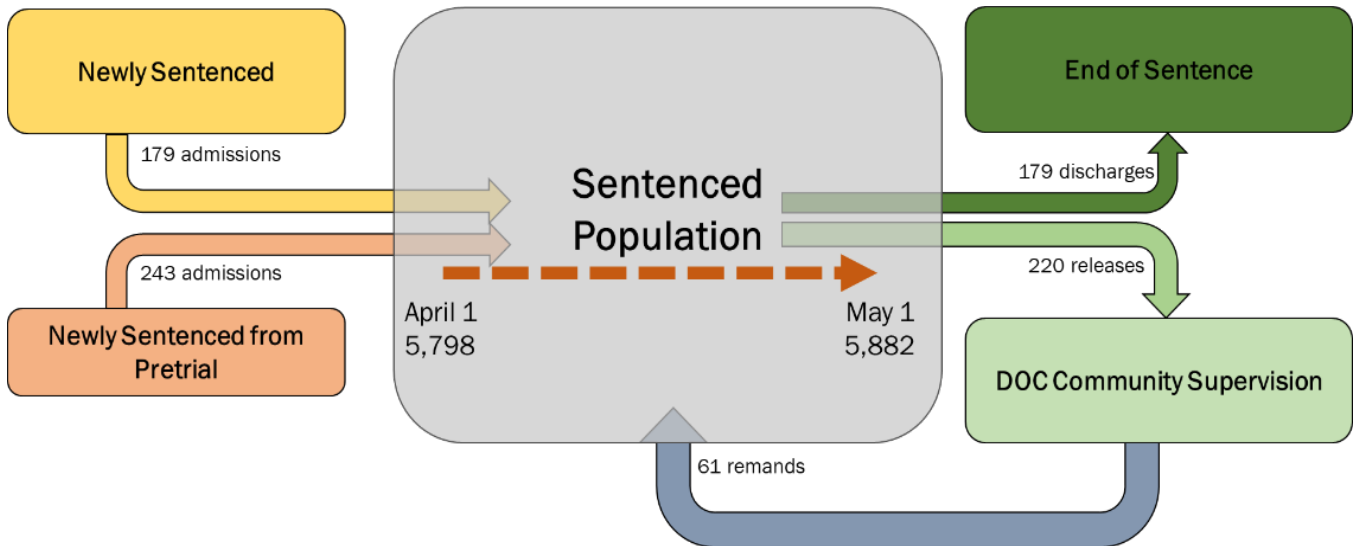 Newly Sentenced
179 admissions
243 admissions
Newly Sentenced from
Pretrial
Sentenced
Population
April 1
5,798
May 1
5,882
End of Sentence
179 discharges
220 releases
DOC Community Supervision
61 remands